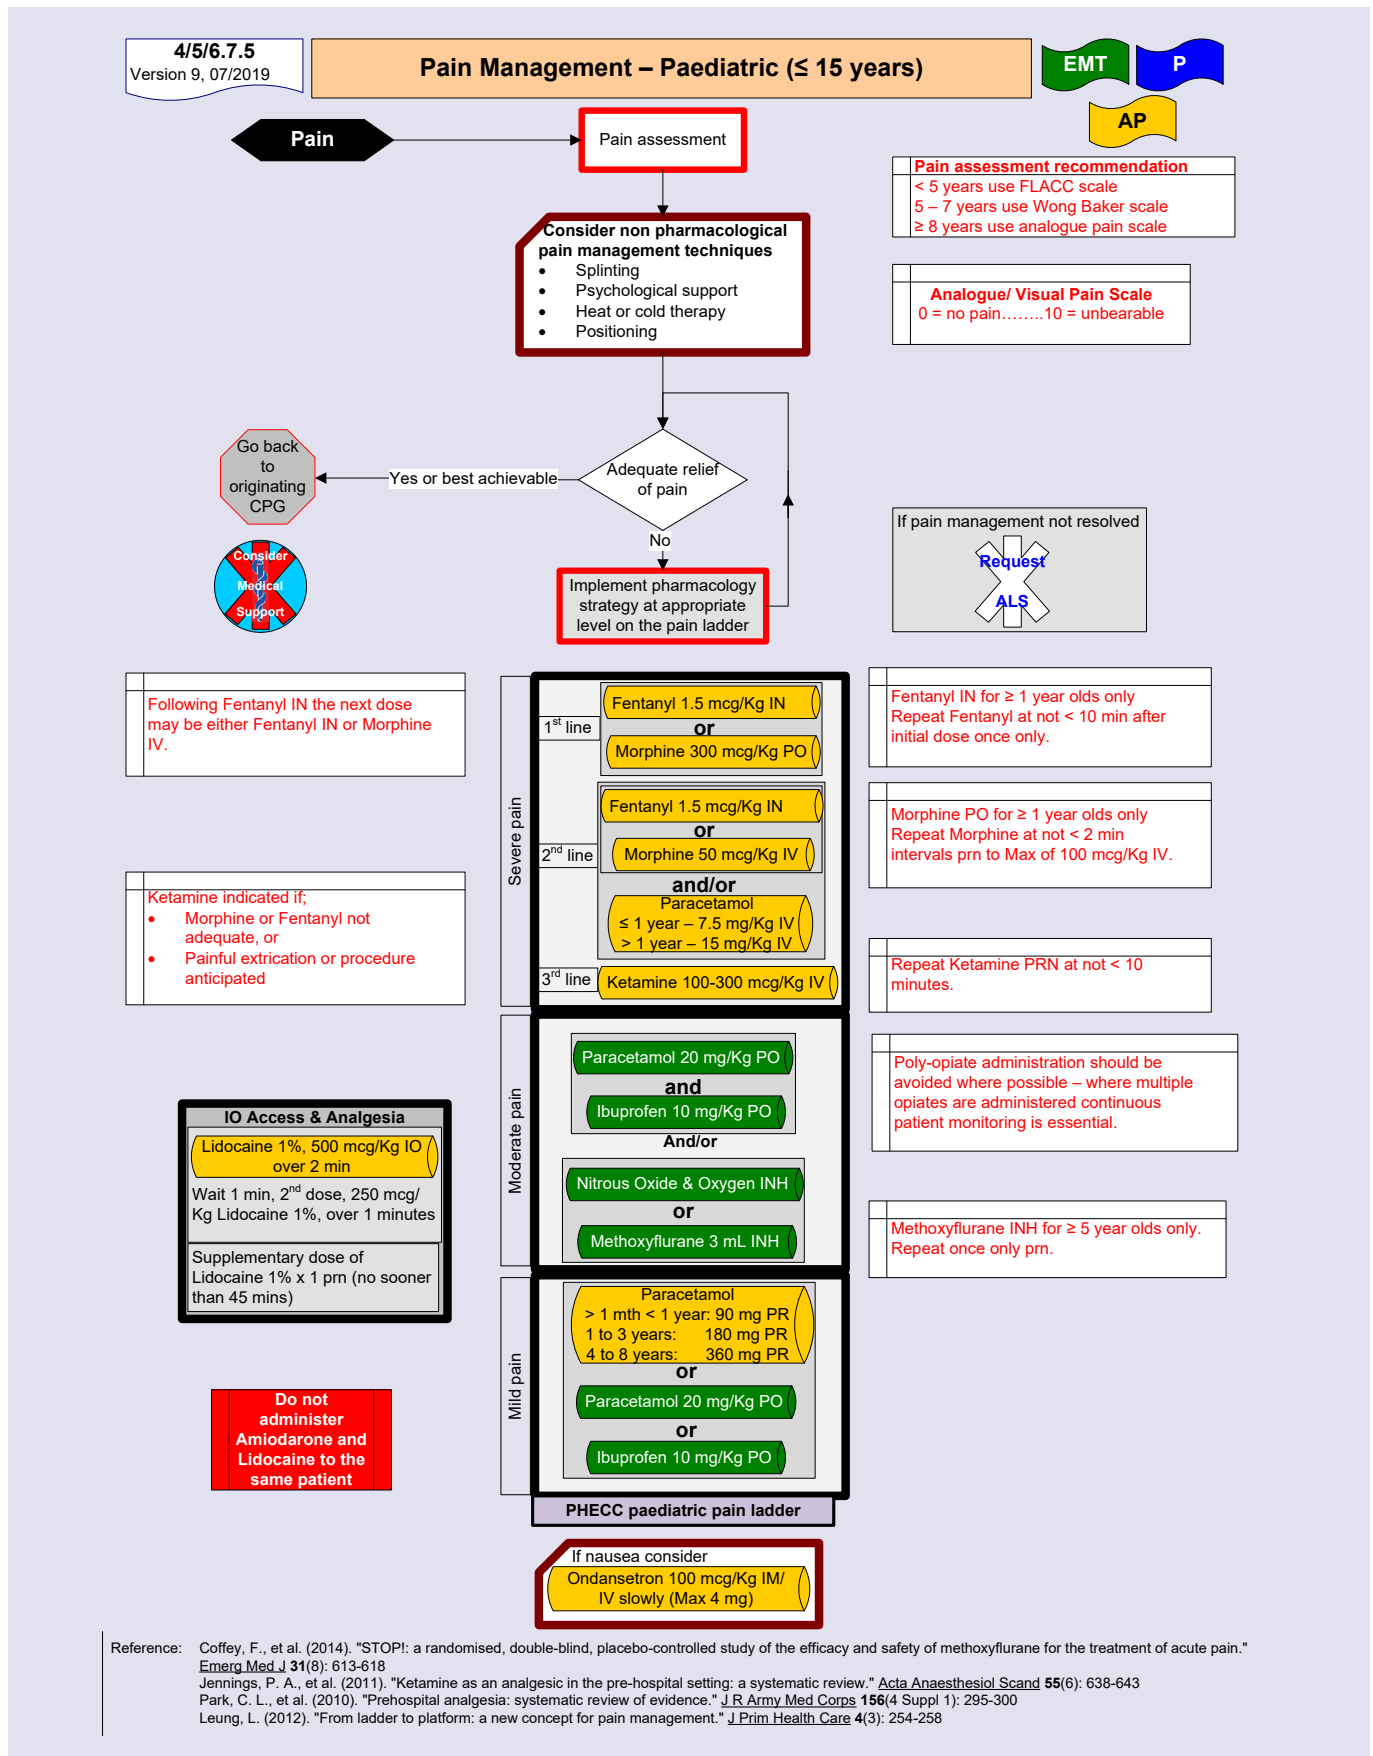 4/5/6.7.5
Version 9, 07/2019
Pain Management – Paediatric (≤ 15 years)
EMT
P
AP
Pain
Pain assessment
Pain assessment recommendation
< 5 years use FLACC scale
5 – 7 years use Wong Baker scale
≥ 8 years use analogue pain scale
Consider non pharmacological
pain management techniques
• Splinting
• Psychological support
• Heat or cold therapy
• Positioning
Analogue/ Visual Pain Scale
0 = no pain……..10 = unbearable
Go back
to
originating
CPG
Yes or best achievable
Adequate relief
of pain
No
Consider
Medical
Support
Implement pharmacology
strategy at appropriate
level on the pain ladder
If pain management not resolved
Request
ALS
Following Fentanyl IN the next dose
may be either Fentanyl IN or Morphine
IV.
Ketamine indicated if;
• Morphine or Fentanyl not
adequate, or
• Painful extrication or procedure
anticipated
Severe pain
1st line
Fentanyl 1.5 mcg/Kg IN
or
Morphine 300 mcg/Kg PO
2nd line
Fentanyl 1.5 mcg/Kg IN
or
Morphine 50 mcg/Kg IV
and/or
Paracetamol
≤ 1 year – 7.5 mg/Kg IV
> 1 year – 15 mg/Kg IV
3rd line
Ketamine 100-300 mcg/Kg IV
Fentanyl IN for ≥ 1 year olds only
Repeat Fentanyl at not < 10 min after
initial dose once only.
Morphine PO for ≥ 1 year olds only
Repeat Morphine at not < 2 min
intervals prn to Max of 100 mcg/Kg IV.
Repeat Ketamine PRN at not < 10
minutes.
Moderate pain
Paracetamol 20 mg/Kg PO
and
Ibuprofen 10 mg/Kg PO
And/or
Nitrous Oxide & Oxygen INH
or
Methoxyflurane 3 mL INH
Poly-opiate administration should be
avoided where possible – where multiple
opiates are administered continuous
patient monitoring is essential.
Methoxyflurane INH for ≥ 5 year olds only.
Repeat once only prn.
IO Access & Analgesia
Lidocaine 1%, 500 mcg/Kg IO
over 2 min
Wait 1 min, 2nd dose, 250 mcg/
Kg Lidocaine 1%, over 1 minutes
Supplementary dose of
Lidocaine 1% x 1 prn (no sooner
than 45 mins)
Mild pain
Paracetamol
> 1 mth < 1 year: 90 mg PR
1 to 3 years: 180 mg PR
4 to 8 years: 360 mg PR
or
Paracetamol 20 mg/Kg PO
or
Ibuprofen 10 mg/Kg PO
Do not
administer
Amiodarone and
Lidocaine to the
same patient
PHECC paediatric pain ladder
If nausea consider
Ondansetron 100 mcg/Kg IM/
IV slowly (Max 4 mg)
Reference: Coffey, F., et al. (2014). "STOP!: a randomised, double-blind, placebo-controlled study of the efficacy and safety of methoxyflurane for the treatment of acute pain."
Emerg Med J 31(8): 613-618
Jennings, P. A., et al. (2011). "Ketamine as an analgesic in the pre-hospital setting: a systematic review." Acta Anaesthesiol Scand 55(6): 638-643
Park, C. L., et al. (2010). "Prehospital analgesia: systematic review of evidence." J R Army Med Corps 156(4 Suppl 1): 295-300
Leung, L. (2012). "From ladder to platform: a new concept for pain management." J Prim Health Care 4(3): 254-258